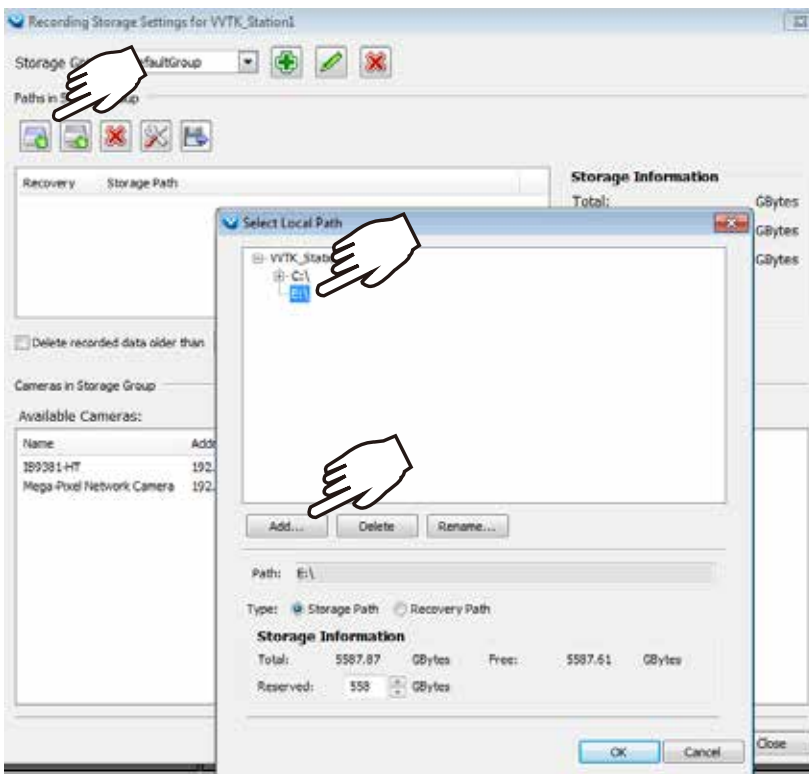 Recording Storage Settings for VVTK_Station1
Storage G faultGroup
Paths in S up
Recovery Storage Path
Storage Information
Total: GBytes
GBytes
GBytes
Select Local Path
VVTK_Stati
C:\
E:\
Delete recorded data older than
Cameras in Storage Group
Available Cameras:
Name Addr
IB9381-HT 192.
Mega-Pixel Network Camera 192.
Add... Delete Rename...
Path: E:\
Type: Storage Path Recovery Path
Storage Information
Total: 5587.87 GBytes Free: 5587.61 GBytes
Reserved: 558 GBytes
OK Cancel
Close